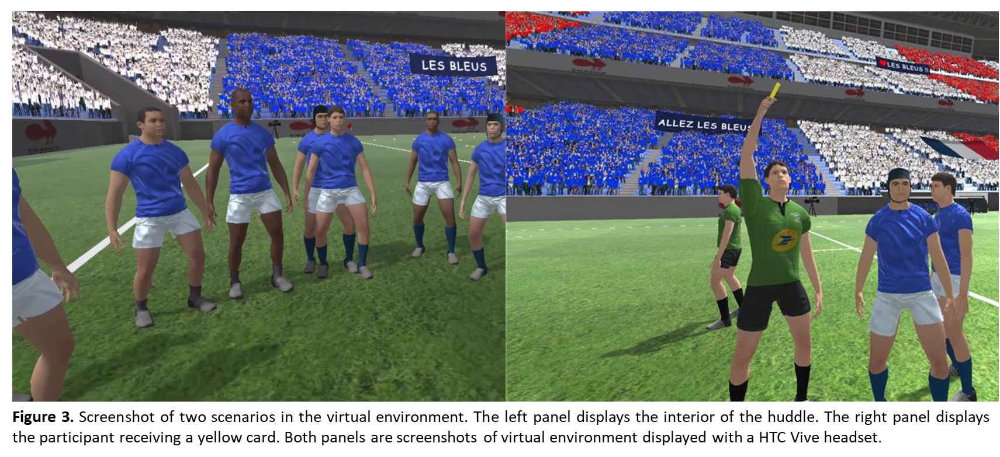 LES BLEUS
FRANCE
FRANCE
LES BLEUS !!
ALLEZ LES BLEUS
Figure 3. Screenshot of two scenarios in the virtual environment. The left panel displays the interior of the huddle. The right panel displays
the participant receiving a yellow card. Both panels are screenshots of virtual environment displayed with a HTC Vive headset.